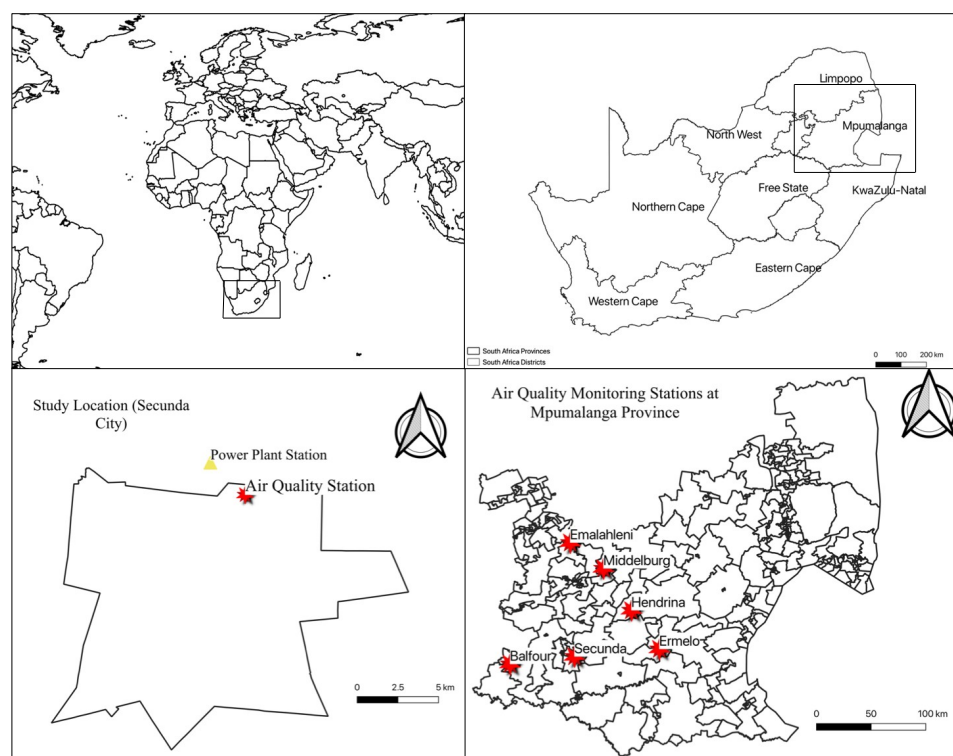 Limpopo
North West
Mpumalanga
Free State
KwaZulu-Natal
Northern Cape
Eastern Cape
Western Cape
South Africa Provinces
South Africa Districts
0 100 200 km
Study Location (Secunda
City)
Power Plant Station
Air Quality Station
0 2.5 5 km
Air Quality Monitoring Stations at
Mpumalanga Province
Emalahleni
Middelburg
Hendrina
Ermelo
Secunda
Balfour
0 50 100 km